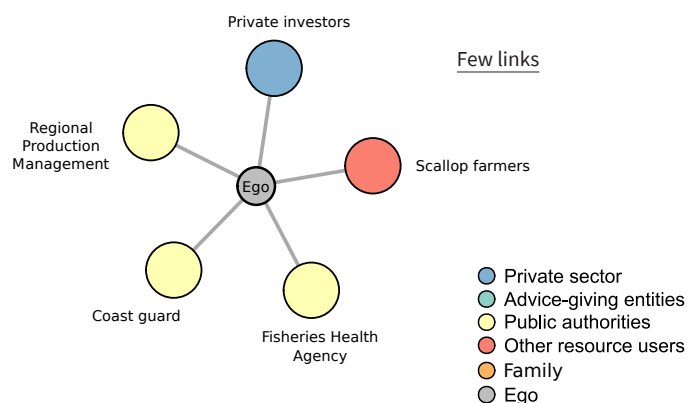 Private investors
Few links
Regional
Production
Management
Ego
Scallop farmers
Coast guard
Fisheries Health
Agency
Private sector
Advice-giving entities
Public authorities
Other resource users
Family
Ego